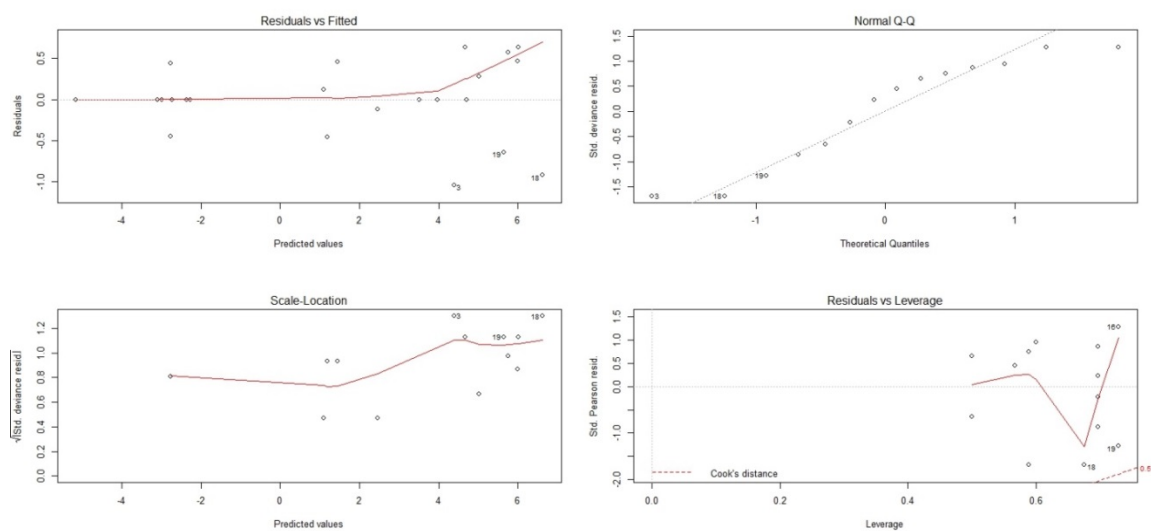 Residuals vs Fitted
Residuals
0.5
0.0
-0.5
-1.0
19
3
18
-4 -2 0 2 4 6
Predicted values
Normal Q-Q
Std. deviance resid.
1.5
1.0
0.5
0.0
-0.5
-1.0
-1.5
19
18
3
-1 0 1
Theoretical Quantiles
Scale-Location
√|Std. deviance resid.|
1.2
1.0
0.8
0.6
0.4
0.2
0.0
3
18
19
-4 -2 0 2 4 6
Predicted values
Residuals vs Leverage
Std. Pearson resid.
1.5
1.0
0.5
0.0
-1.0
-2.0
16
19
18
0.5
Cook's distance
0.0 0.2 0.4 0.6
Leverage